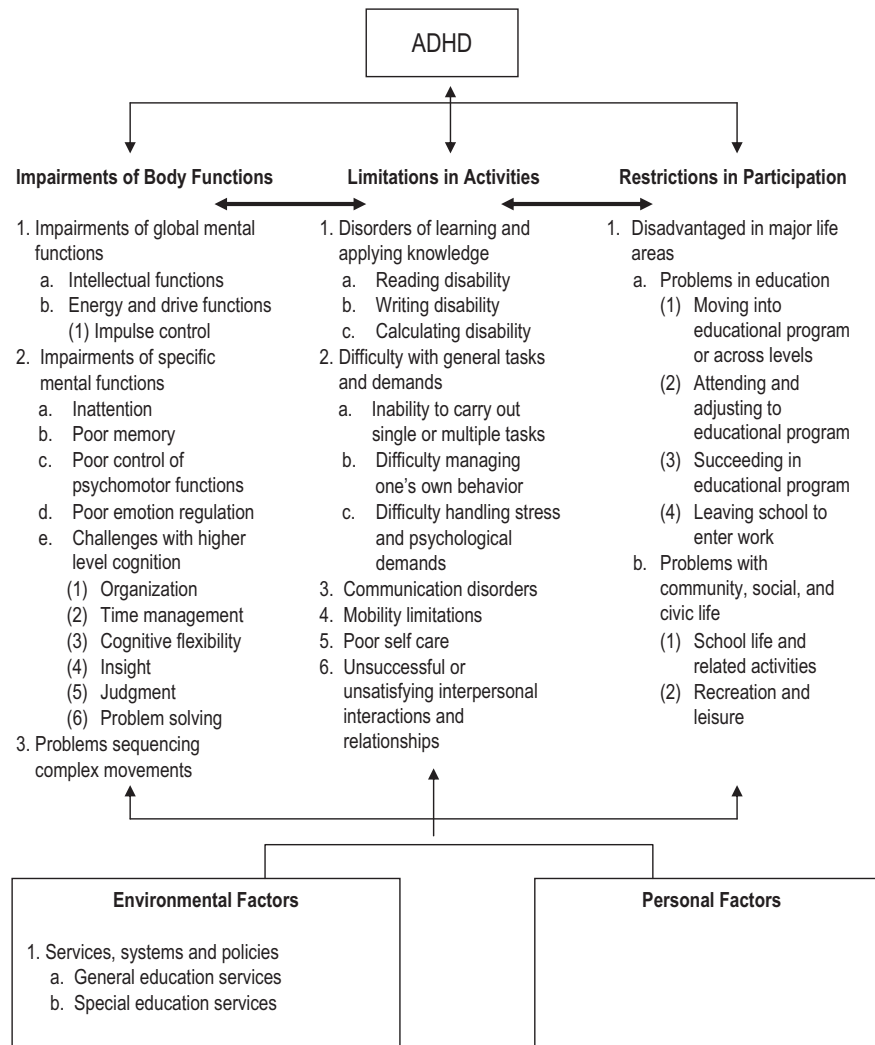 ADHD
Impairments of Body Functions
1. Impairments of global mental
functions
a. Intellectual functions
b. Energy and drive functions
(1) Impulse control
2. Impairments of specific
mental functions
a. Inattention
b. Poor memory
c. Poor control of
psychomotor functions
d. Poor emotion regulation
e. Challenges with higher
level cognition
(1) Organization
(2) Time management
(3) Cognitive flexibility
(4) Insight
(5) Judgment
(6) Problem solving
3. Problems sequencing
complex movements
Limitations in Activities
1. Disorders of learning and
applying knowledge
a. Reading disability
b. Writing disability
c. Calculating disability
2. Difficulty with general tasks
and demands
a. Inability to carry out
single or multiple tasks
b. Difficulty managing
one's own behavior
c. Difficulty handling stress
and psychological
demands
3. Communication disorders
4. Mobility limitations
5. Poor self care
6. Unsuccessful or
unsatisfying interpersonal
interactions and
relationships
Restrictions in Participation
1. Disadvantaged in major life
areas
a. Problems in education
(1) Moving into
educational program
or across levels
(2) Attending and
adjusting to
educational program
(3) Succeeding in
educational program
(4) Leaving school to
enter work
b. Problems with
community, social, and
civic life
(1) School life and
related activities
(2) Recreation and
leisure
Environmental Factors
1. Services, systems and policies
a. General education services
b. Special education services
Personal Factors